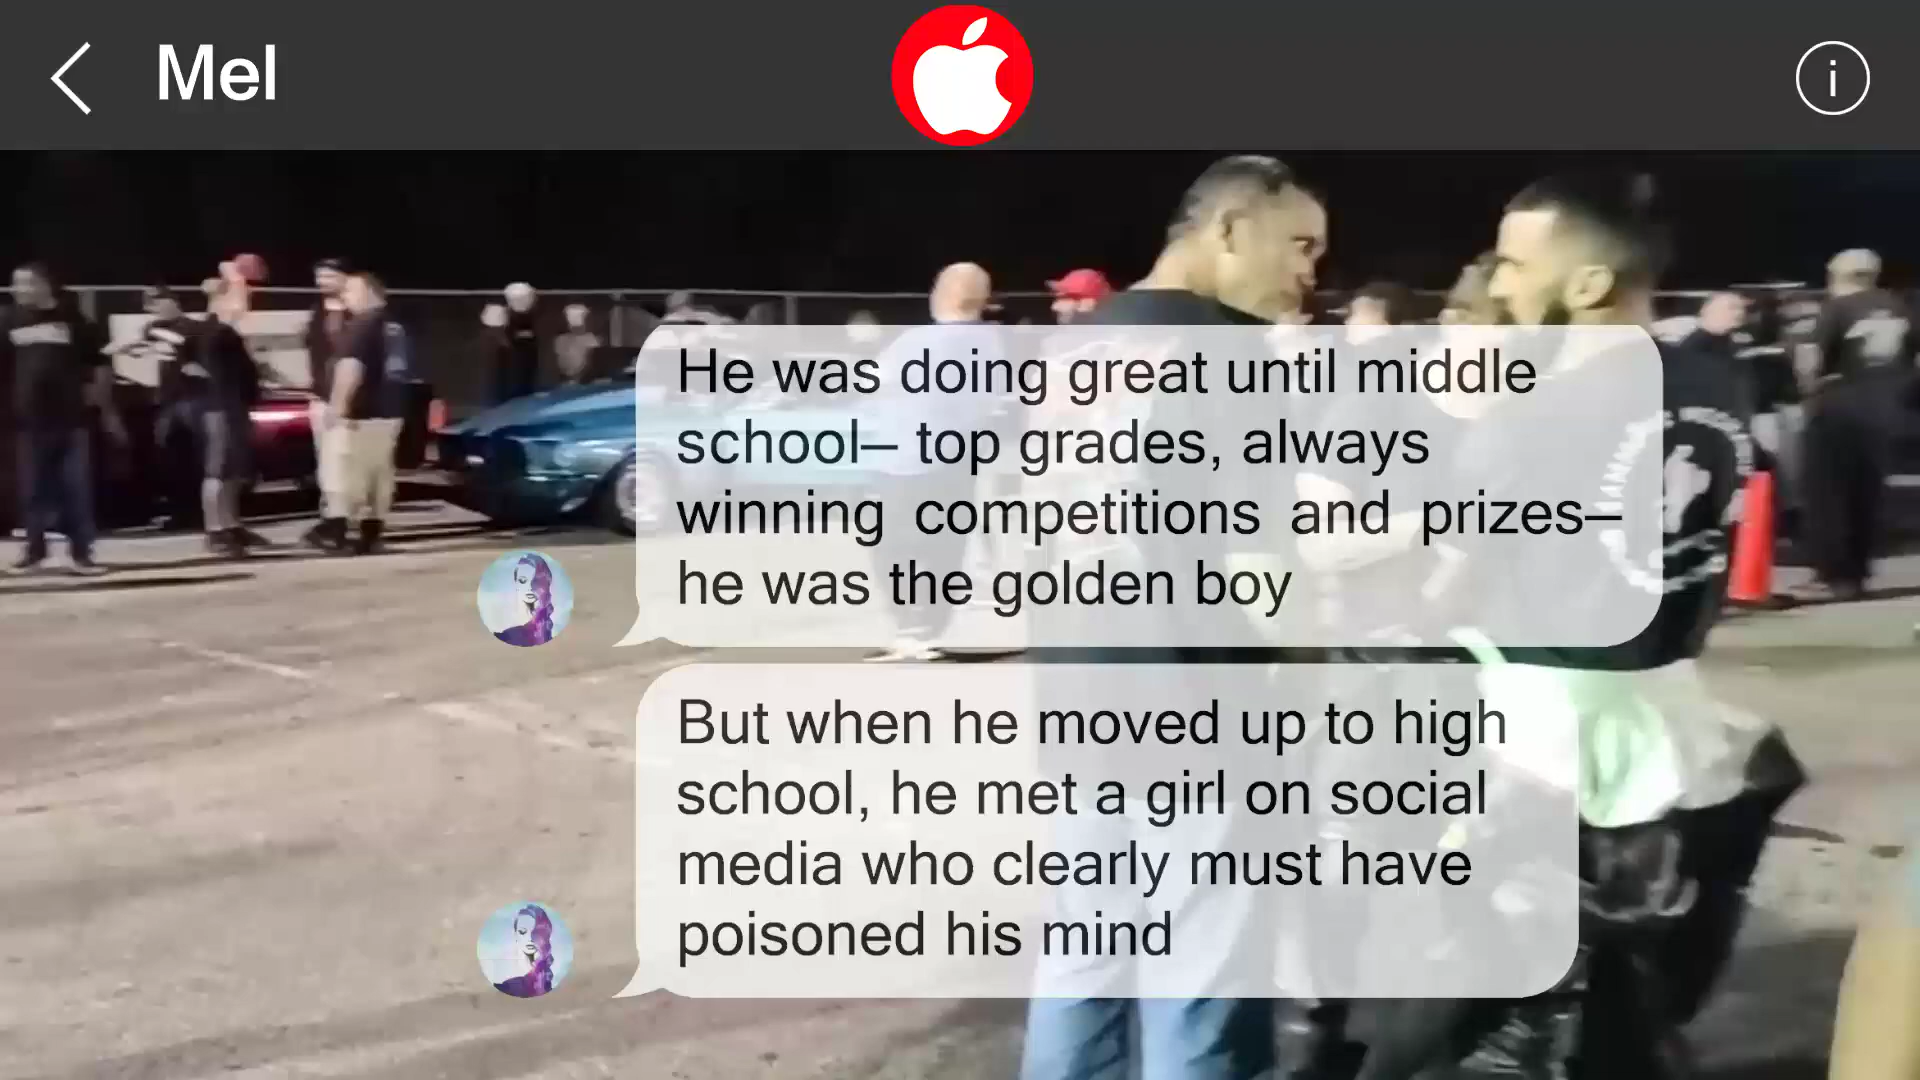 Mel
i
He was doing great until middle
school— top grades, always
winning competitions and prizes—
he was the golden boy
But when he moved up to high
school, he met a girl on social
media who clearly must have
poisoned his mind